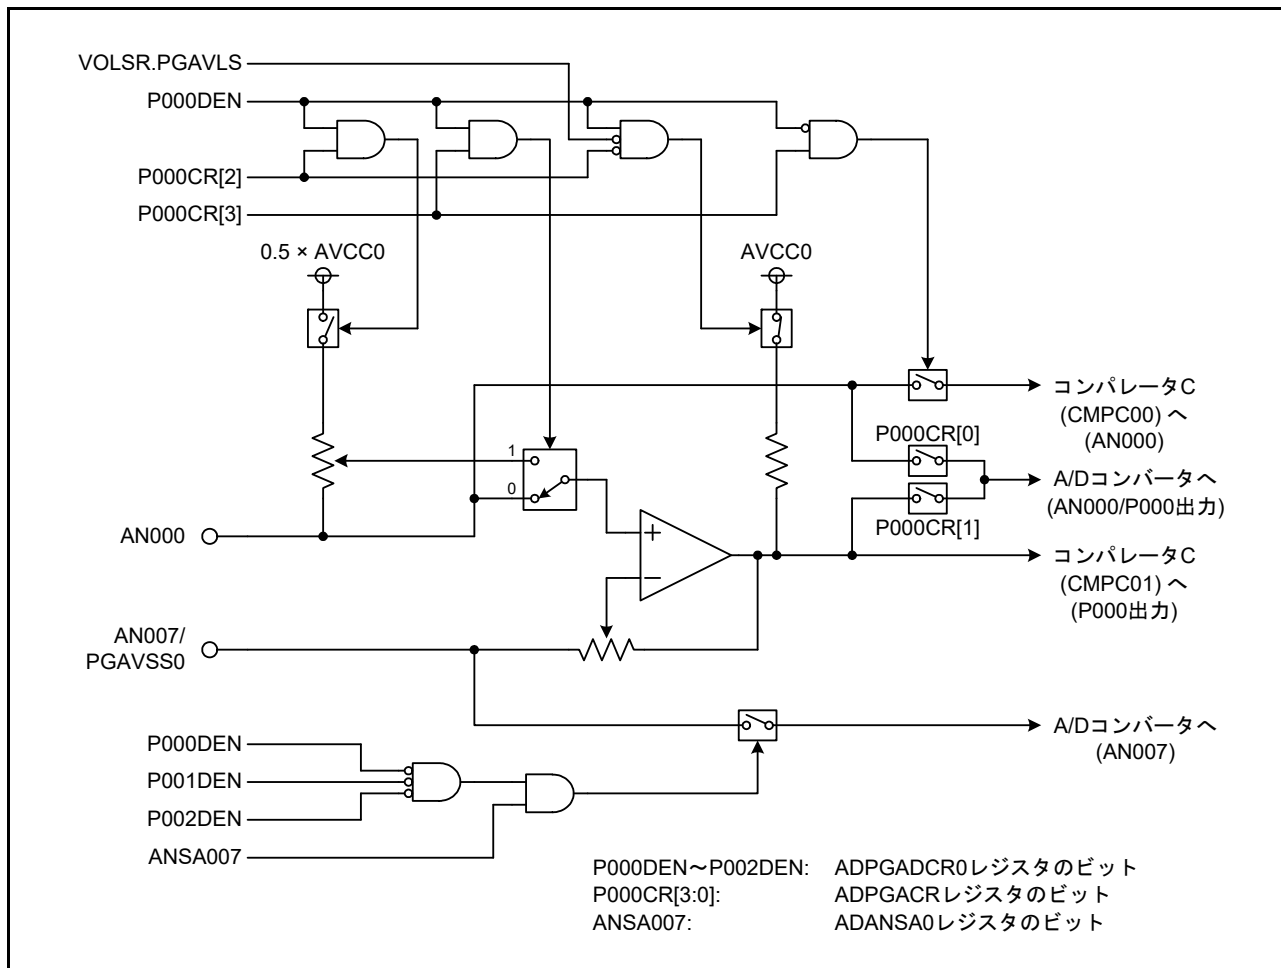 VOLSR.PGAVLS
P000DEN
P000CR[2]
P000CR[3]
0.5 × AVCC0
AVCC0
コンパレータC
(CMPC00) へ
(AN000)
P000CR[0]
1
0
A/Dコンバータへ
(AN000/P000出力)
P000CR[1]
AN000
+
−
コンパレータC
(CMPC01) へ
(P000出力)
AN007/
PGAVSS0
A/Dコンバータへ
(AN007)
P000DEN
P001DEN
P002DEN
ANSA007
P000DEN～P002DEN: ADPGADCR0レジスタのビット
P000CR[3:0]: ADPGACRレジスタのビット
ANSA007: ADANSA0レジスタのビット